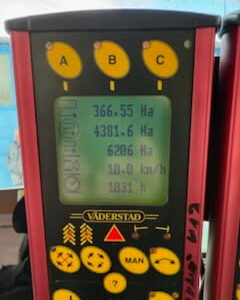 A B C
366.55 Ha
4381.6 Ha
6206 Ha
10.0 km/h
1031 h
VÄDERSTAD
MAN
?